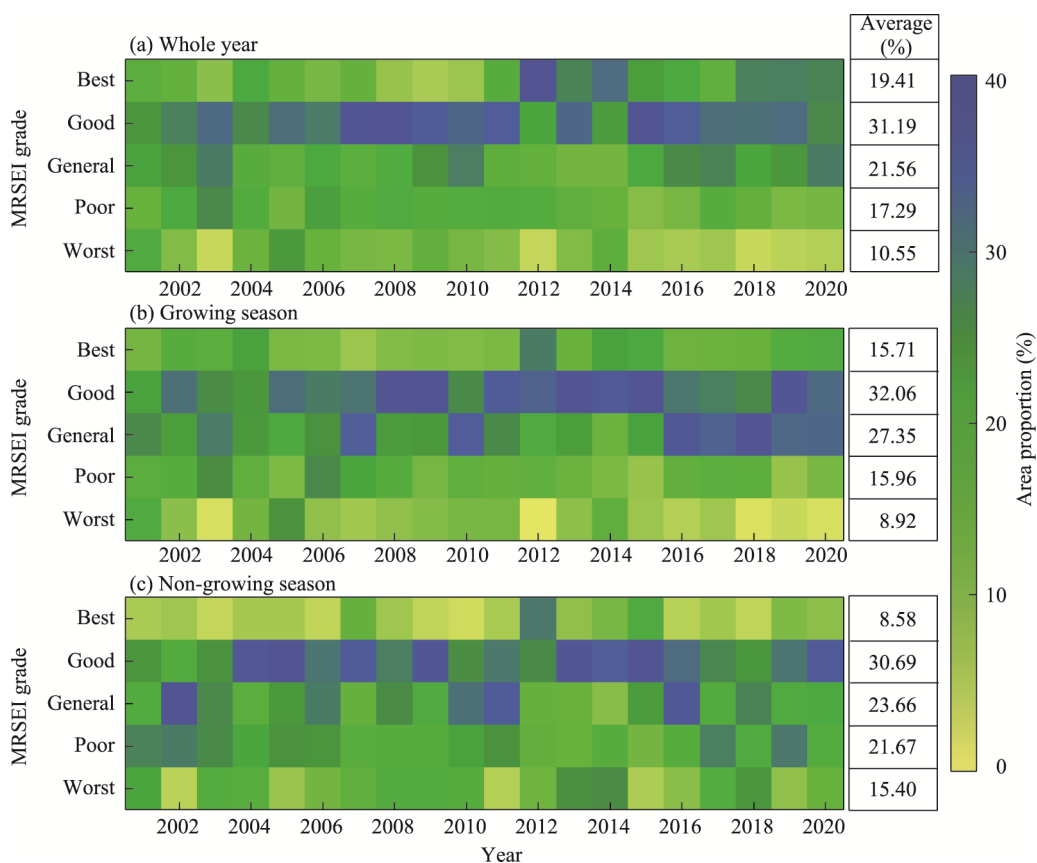 Average
(%)
(a) Whole year
Best
Good
General
Poor
Worst
MRSEI grade
19.41
31.19
21.56
17.29
10.55
2002 2004 2006 2008 2010 2012 2014 2016 2018 2020
(b) Growing season
Best
Good
General
Poor
Worst
MRSEI grade
15.71
32.06
27.35
15.96
8.92
2002 2004 2006 2008 2010 2012 2014 2016 2018 2020
(c) Non-growing season
Best
Good
General
Poor
Worst
MRSEI grade
8.58
30.69
23.66
21.67
15.40
2002 2004 2006 2008 2010 2012 2014 2016 2018 2020
Year
40
30
20
10
0
Area proportion (%)